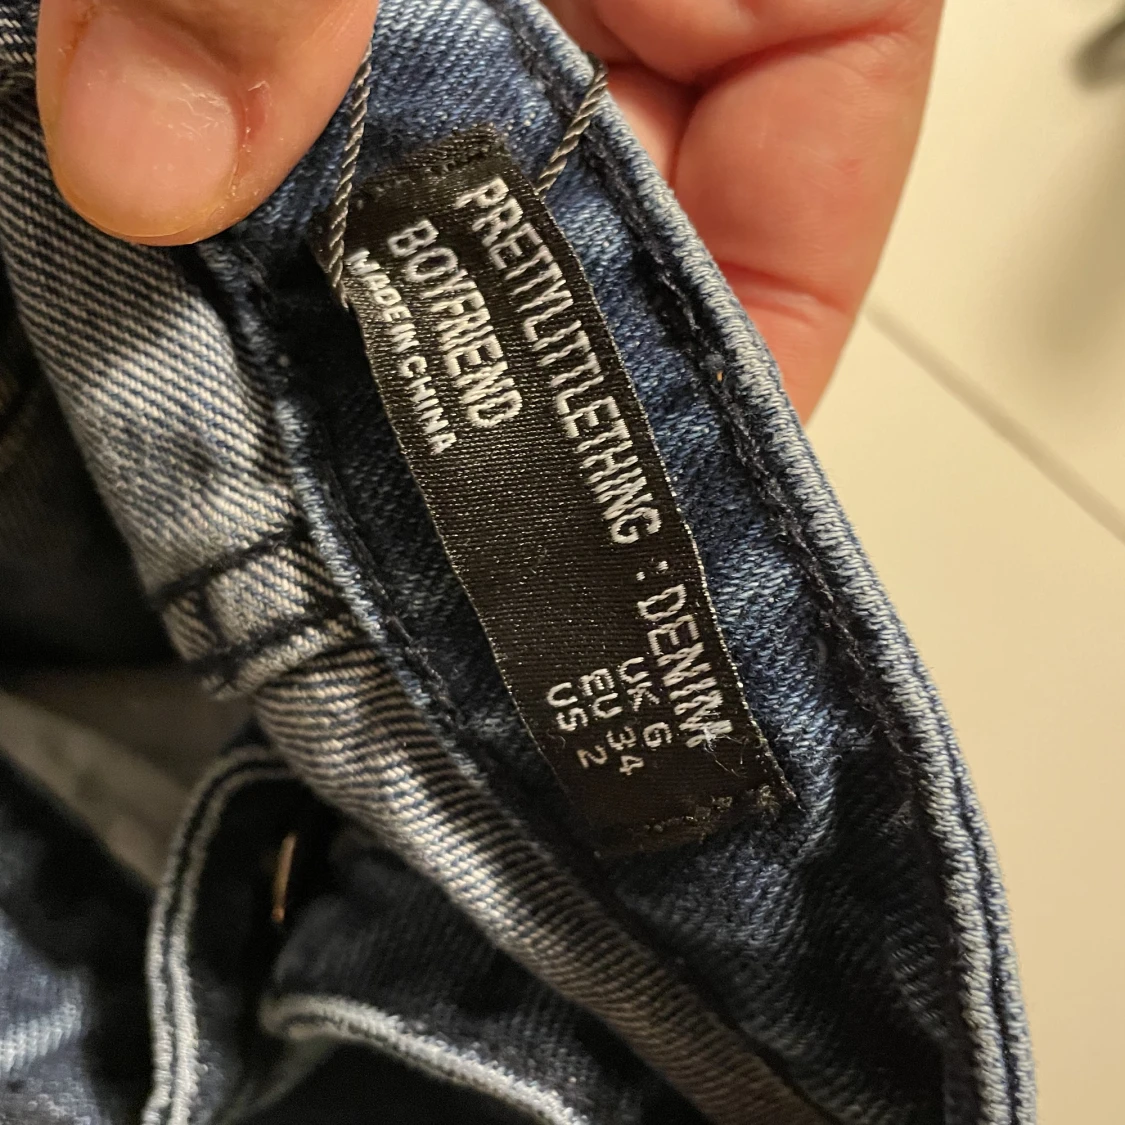 PRETTYLITTLETHING : DENIM
BOYFRIEND
MADE IN CHINA
UK 6
EU 34
US 2